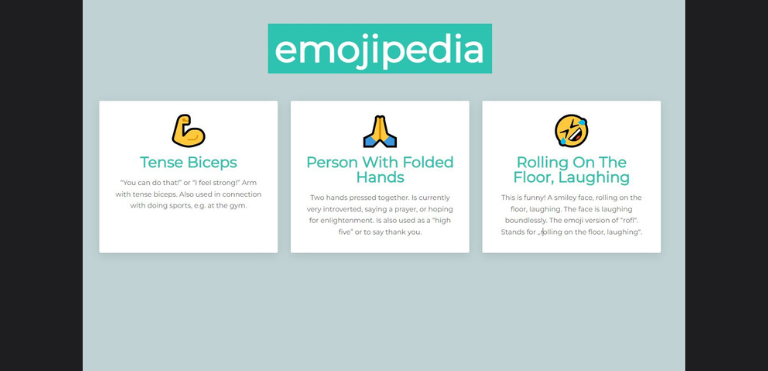 emojipedia
Tense Biceps
“You can do that!” or “I feel strong!” Arm
with tense biceps. Also used in connection
with doing sports, e.g. at the gym.
Person With Folded
Hands
Two hands pressed together. Is currently
very introverted, saying a prayer, or hoping
for enlightenment. is also used as a “high
five” or to say thank you.
Rolling On The
Floor, Laughing
This is funny! A smiley face, rolling on the
floor, laughing. The face is laughing
boundlessly. The emoji version of “rofl”.
Stands for „rolling on the floor, laughing”.